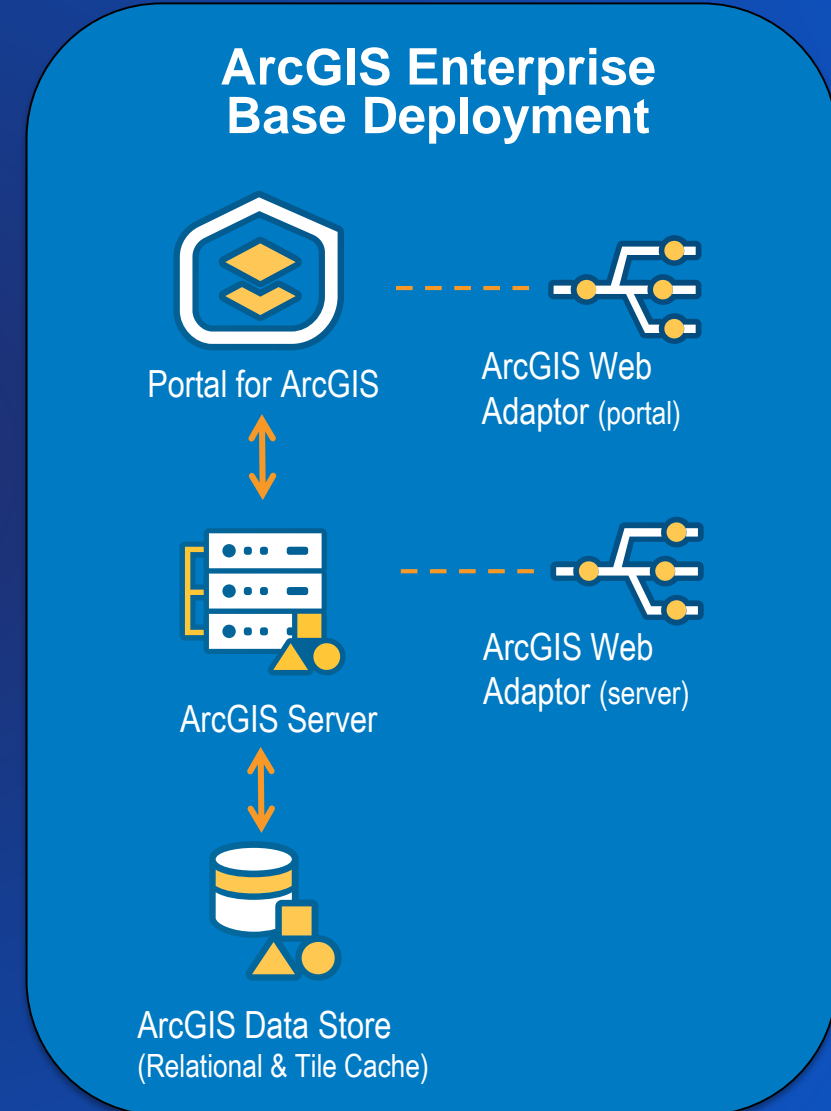 ArcGIS Enterprise
Base Deployment
Portal for ArcGIS
ArcGIS Web
Adaptor (portal)
ArcGIS Server
ArcGIS Web
Adaptor (server)
ArcGIS Data Store
(Relational & Tile Cache)